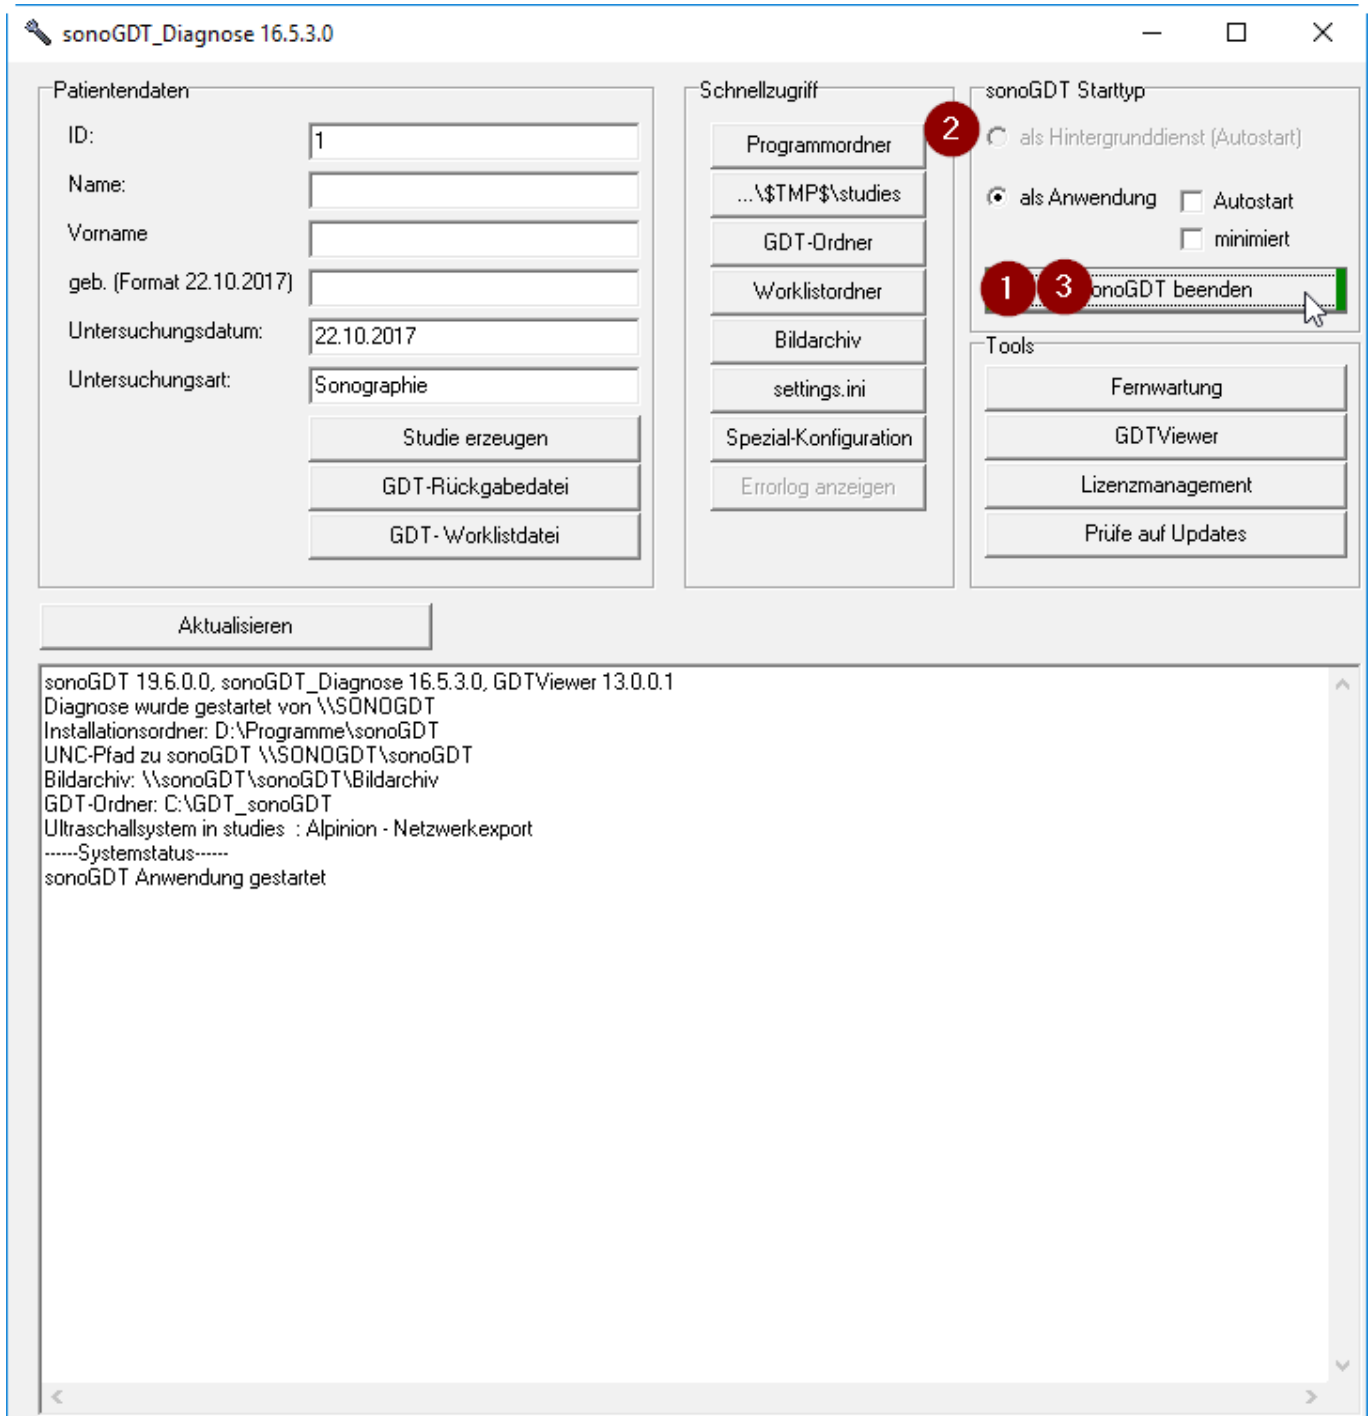 sonoGDT_Diagnose 16.5.3.0
Patientendaten
ID:
1
Name:
Vorname
geb. (Format 22.10.2017)
Untersuchungsdatum:
22.10.2017
Untersuchungsart:
Sonographie
Studie erzeugen
GDT-Rückgabedatei
GDT- Worklistdatei
Schnellzugriff
Programmordner
...\$TMP$\studies
GDT-Ordner
Worklistordner
Bildarchiv
settings.ini
Spezial-Konfiguration
Errorlog anzeigen
sonoGDT Starttyp
2
als Hintergrunddienst (Autostart)
als Anwendung
Autostart
minimiert
1 3 onoGDT beenden
Tools
Fernwartung
GDTViewer
Lizenzmanagement
Prüfe auf Updates
Aktualisieren
sonoGDT 19.6.0.0, sonoGDT_Diagnose 16.5.3.0, GDTViewer 13.0.0.1
Diagnose wurde gestartet von \\SONOGDT
Installationsordner: D:\Programme\sonoGDT
UNC-Pfad zu sonoGDT \\SONOGDT\sonoGDT
Bildarchiv: \\sonoGDT\sonoGDT\Bildarchiv
GDT-Ordner: C:\GDT_sonoGDT
Ultraschallsystem in studies  : Alpinion - Netzwerkexport
------Systemstatus------
sonoGDT Anwendung gestartet